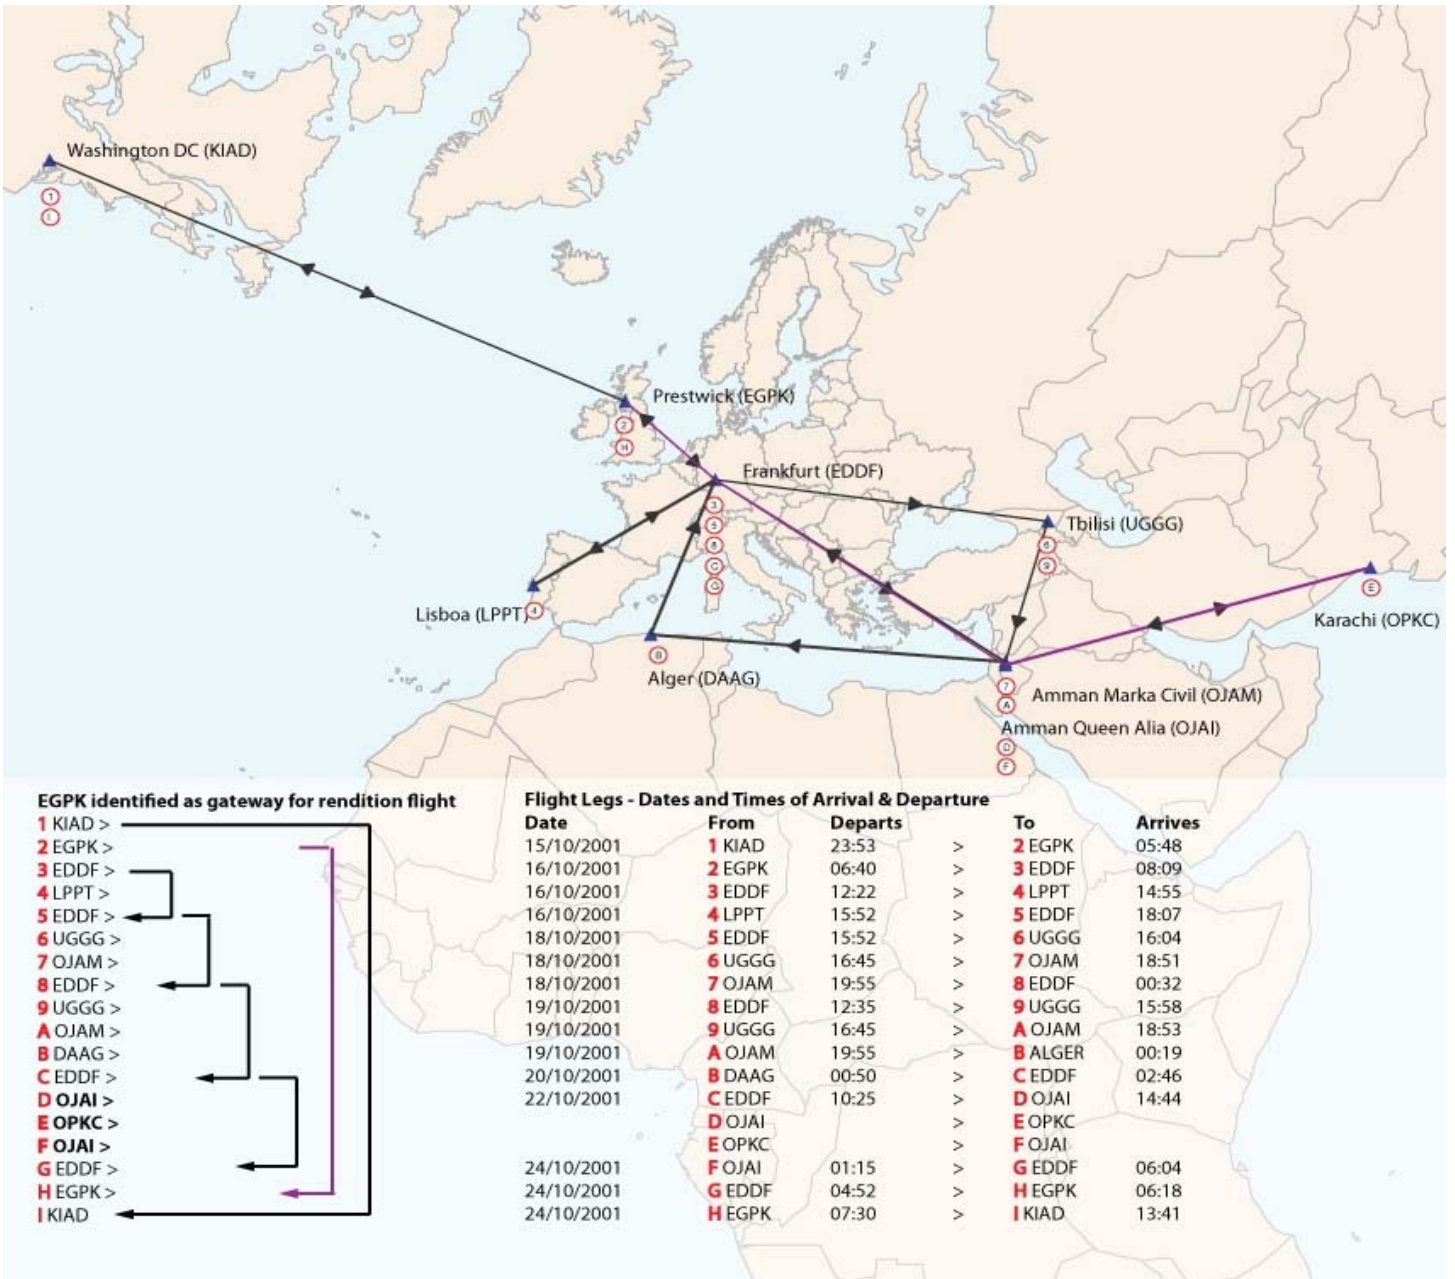 Washington DC (KIAD)
1
I
Prestwick (EGPK)
2
H
Frankfurt (EDDF)
3
5
8
C
G
Tbilisi (UGGG)
6
9
Lisboa (LPPT)
4
Karachi (OPKC)
E
Alger (DAAG)
B
Amman Marka Civil (OJAM)
7
A
Amman Queen Alia (OJAI)
D
F
EGPK identified as gateway for rendition flight
1 KIAD >
2 EGPK >
3 EDDF >
4 LPPT >
5 EDDF >
6 UGGG >
7 OJAM >
8 EDDF >
9 UGGG >
A OJAM >
B DAAG >
C EDDF >
D OJAI >
E OPKC >
F OJAI >
G EDDF >
H EGPK >
I KIAD
Flight Legs - Dates and Times of Arrival & Departure
Date From Departs To Arrives
15/10/2001 1 KIAD 23:53 > 2 EGPK 05:48
16/10/2001 2 EGPK 06:40 > 3 EDDF 08:09
16/10/2001 3 EDDF 12:22 > 4 LPPT 14:55
16/10/2001 4 LPPT 15:52 > 5 EDDF 18:07
18/10/2001 5 EDDF 15:52 > 6 UGGG 16:04
18/10/2001 6 UGGG 16:45 > 7 OJAM 18:51
18/10/2001 7 OJAM 19:55 > 8 EDDF 00:32
19/10/2001 8 EDDF 12:35 > 9 UGGG 15:58
19/10/2001 9 UGGG 16:45 > A OJAM 18:53
19/10/2001 A OJAM 19:55 > B ALGER 00:19
20/10/2001 B DAAG 00:50 > C EDDF 02:46
22/10/2001 C EDDF 10:25 > D OJAI 14:44
D OJAI > E OPKC
E OPKC > F OJAI
24/10/2001 F OJAI 01:15 > G EDDF 06:04
24/10/2001 G EDDF 04:52 > H EGPK 06:18
24/10/2001 H EGPK 07:30 > I KIAD 13:41